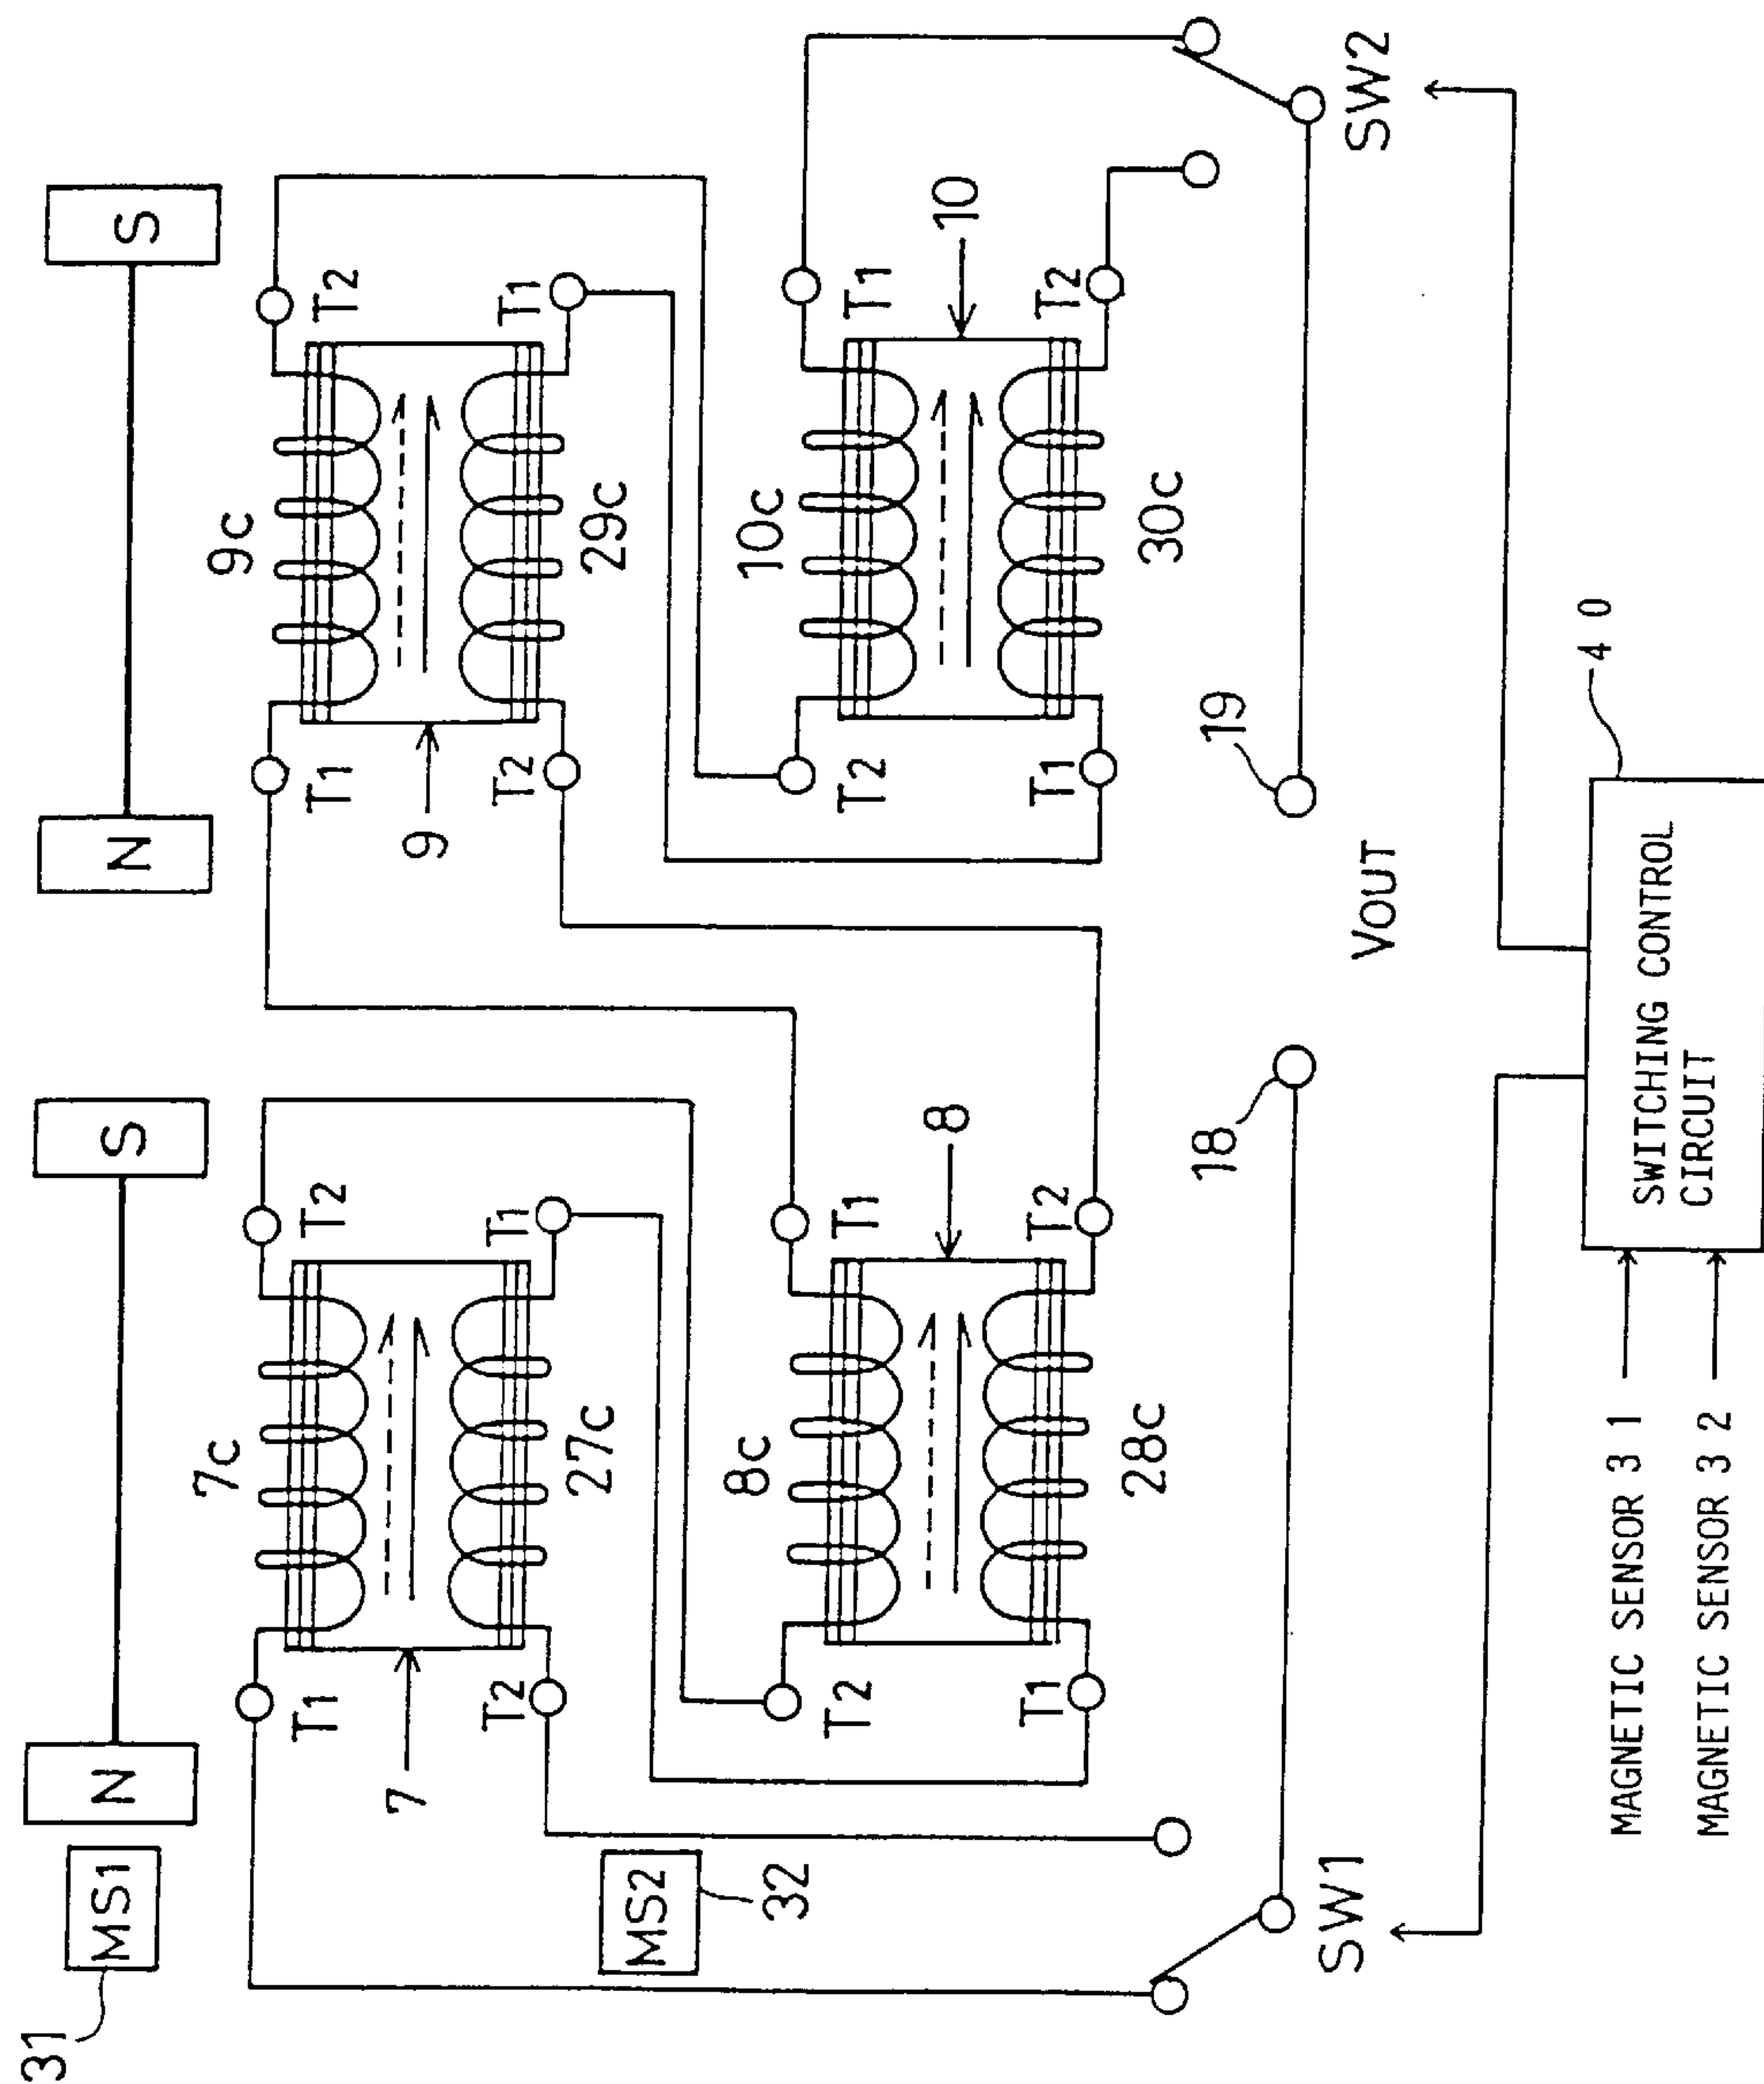 31
MS1
N
S
N
S
7c
T1
T2
9c
T1
T2
7
9
T2
T1
T2
T1
27c
29c
MS2
32
8c
10c
T2
T1
8
T2
T1
10
T1
T2
T1
T2
28c
30c
18
19
SW1
VOUT
SW2
40
MAGNETIC SENSOR 31
MAGNETIC SENSOR 32
SWITCHING CONTROL
CIRCUIT